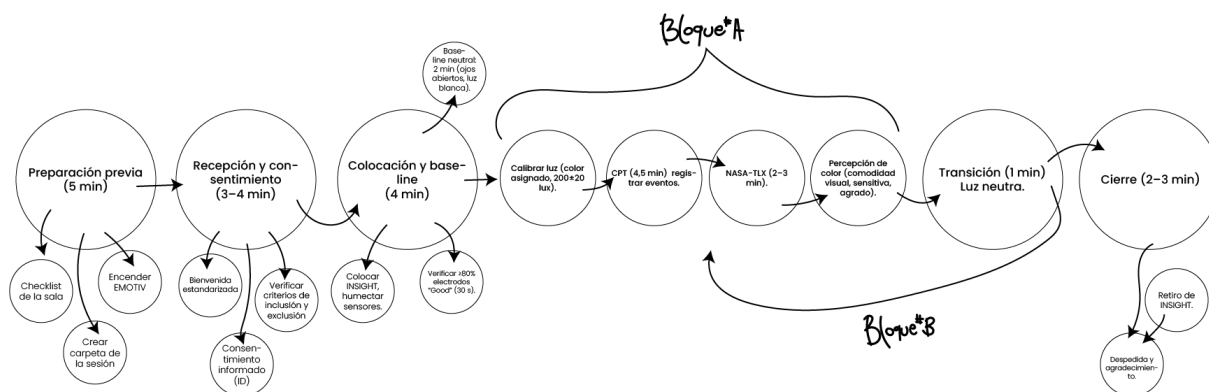 Bloque#A
Base-
line neutral:
2 min (ojos
abiertos, luz
blanca).
Preparación previa
(5 min)
Recepción y con-
sentimiento
(3–4 min)
Colocación y base-
line
(4 min)
Calibrar luz (color
asignado, 200±20
lux).
CPT (4,5 min) regis-
trar eventos.
NASA-TLX (2–3
min).
Percepción de
color (comodidad
visual, sensitiva,
agrado).
Transición (1 min)
Luz neutra.
Cierre (2–3 min)
Checklist
de la sala
Crear
carpeta de
la sesión
Encender
EMOTIV
Bienvenida
estandarizada
Consen-
timiento
informado
(ID)
Verificar
criterios de
inclusión y
exclusión
Colocar
INSIGHT,
humectar
sensores.
Verificar ≥80%
electrodos
“Good” (30 s).
Bloque#B
Retiro de
INSIGHT.
Despedida y
agradecimien-
to.